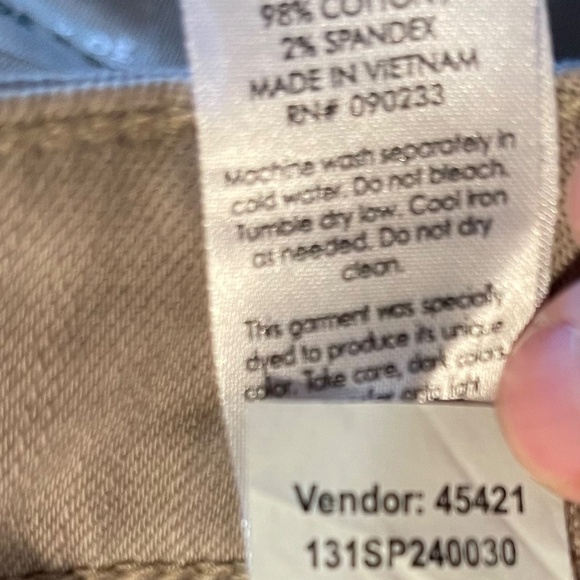 98% COTTON
2% SPANDEX
MADE IN VIETNAM
RN# 090233
Machine wash separately in
cold water. Do not bleach.
Tumble dry low. Cool iron
as needed. Do not dry
clean.
This garment was specially
dyed to produce its unique
color. Take care, dark colors
onto light
Vendor: 45421
131SP240030